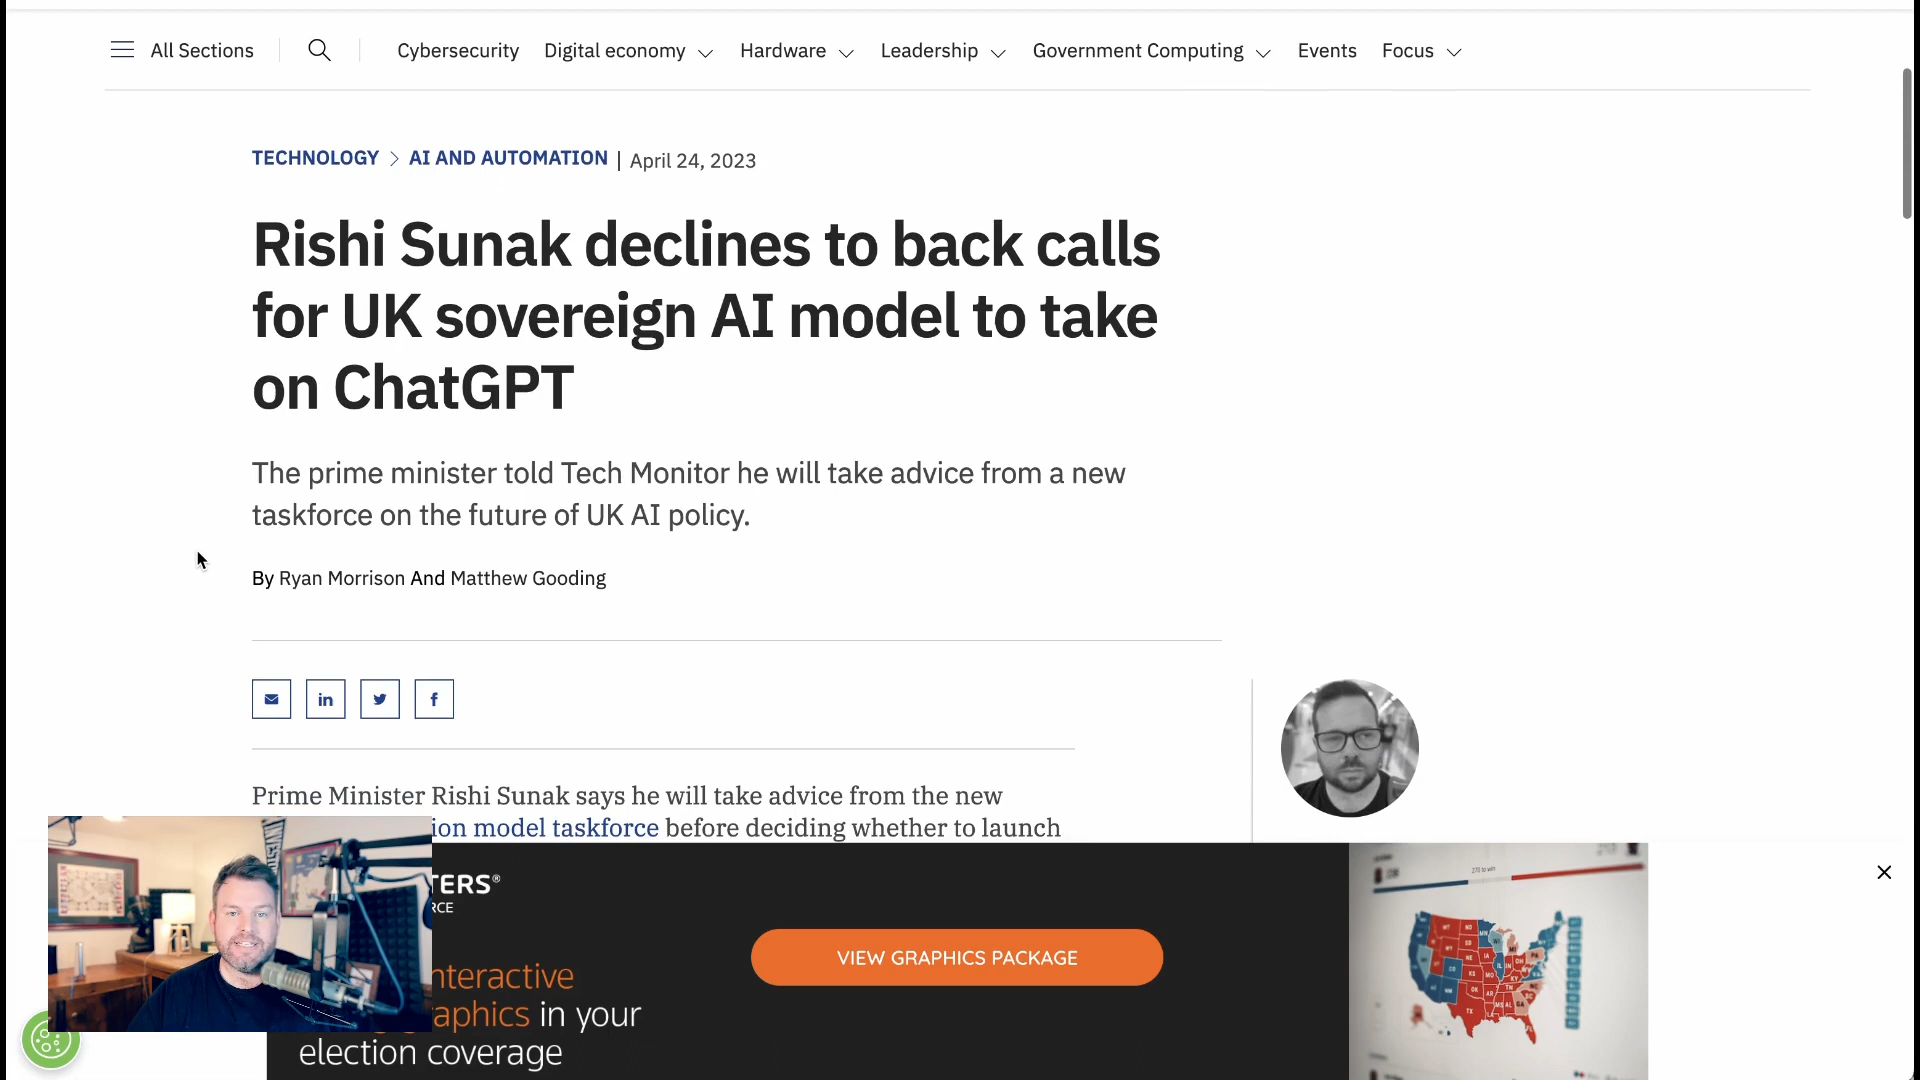 All Sections
Cybersecurity
Digital economy
Hardware
Leadership
Government Computing
Events
Focus
TECHNOLOGY > AI AND AUTOMATION | April 24, 2023
Rishi Sunak declines to back calls
for UK sovereign AI model to take
on ChatGPT
The prime minister told Tech Monitor he will take advice from a new
taskforce on the future of UK AI policy.
By Ryan Morrison And Matthew Gooding
in
f
Prime Minister Rishi Sunak says he will take advice from the new
ion model taskforce before deciding whether to launch
TERS®
RCE
nteractive
aphics in your
election coverage
VIEW GRAPHICS PACKAGE
270 to win